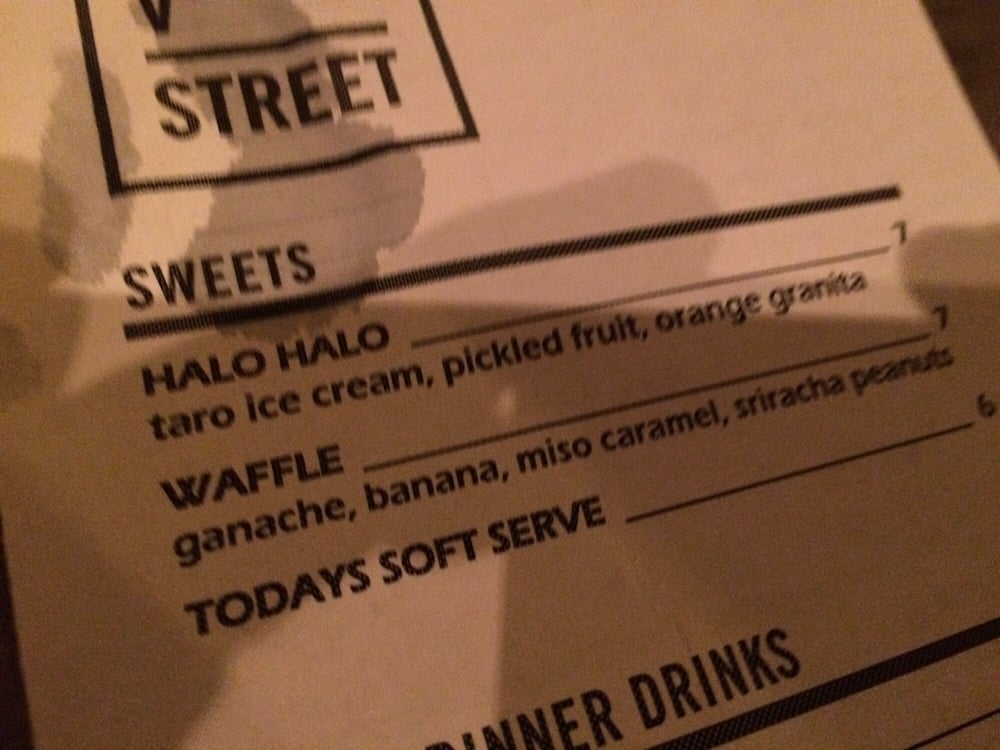 V
STREET
SWEETS
HALO HALO 7
taro ice cream, pickled fruit, orange granita
WAFFLE 7
ganache, banana, miso caramel, sriracha peanuts
TODAYS SOFT SERVE 6
DINNER DRINKS